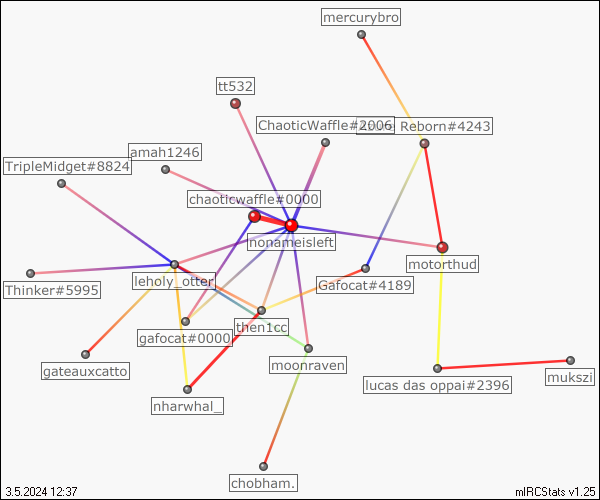 mercurybro
tt532
ChaoticWaffle#2006
Reborn#4243
amah1246
TripleMidget#8824
chaoticwaffle#0000
nonameisleft
motorthud
leholy_otter
Thinker#5995
Gafocat#4189
then1cc
gafocat#0000
moonraven
gateauxcatto
mukszi
lucas das oppai#2396
nharwhal_
chobham.
3.5.2024 12:37
mIRCStats v1.25